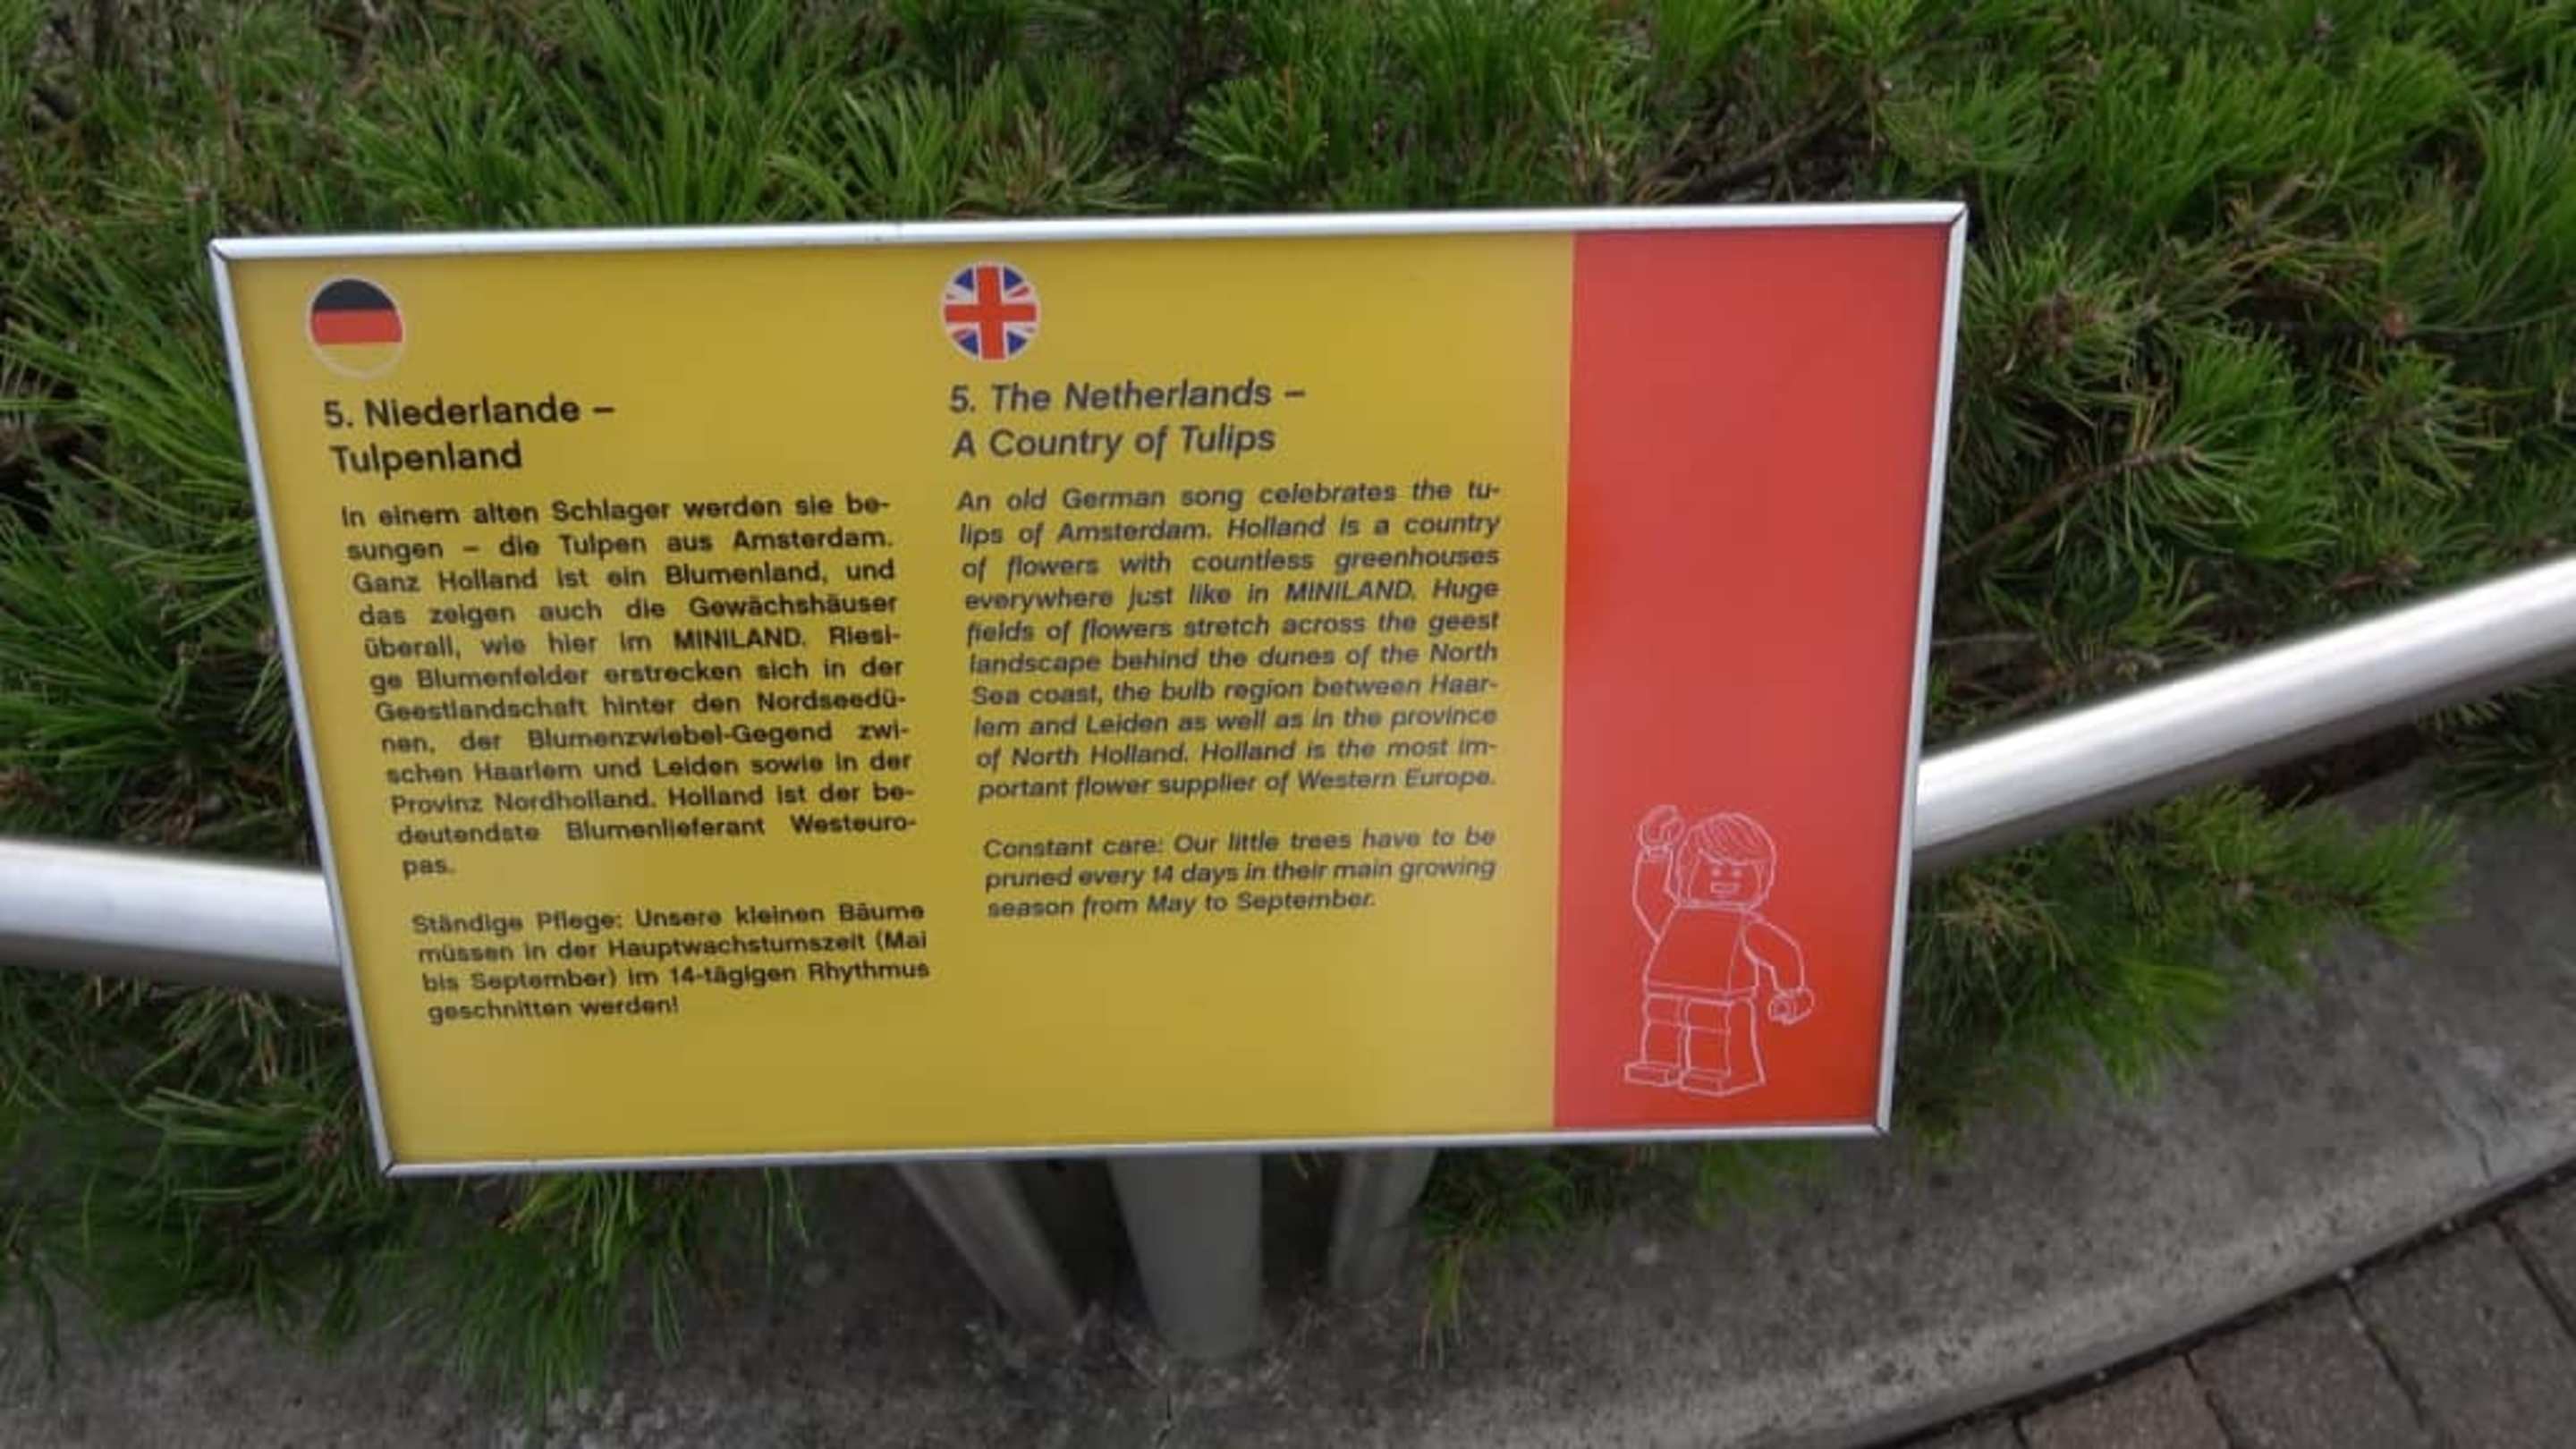 5. Niederlande –
Tulpenland
In einem alten Schlager werden sie be-
sungen – die Tulpen aus Amsterdam.
Ganz Holland ist ein Blumenland, und
das zeigen auch die Gewächshäuser
überall, wie hier im MINILAND. Riesi-
ge Blumenfelder erstrecken sich in der
Geestlandschaft hinter den Nordseedü-
nen, der Blumenzwiebel-Gegend zwi-
schen Haarlem und Leiden sowie in der
Provinz Nordholland. Holland ist der be-
deutendste Blumenlieferant Westeuro-
pas.
Ständige Pflege: Unsere kleinen Bäume
müssen in der Hauptwachstumszeit (Mai
bis September) im 14-tägigen Rhythmus
geschnitten werden!
5. The Netherlands –
A Country of Tulips
An old German song celebrates the tu-
lips of Amsterdam. Holland is a country
of flowers with countless greenhouses
everywhere just like in MINILAND. Huge
fields of flowers stretch across the geest
landscape behind the dunes of the North
Sea coast, the bulb region between Haar-
lem and Leiden as well as in the province
of North Holland. Holland is the most im-
portant flower supplier of Western Europe.
Constant care: Our little trees have to be
pruned every 14 days in their main growing
season from May to September.